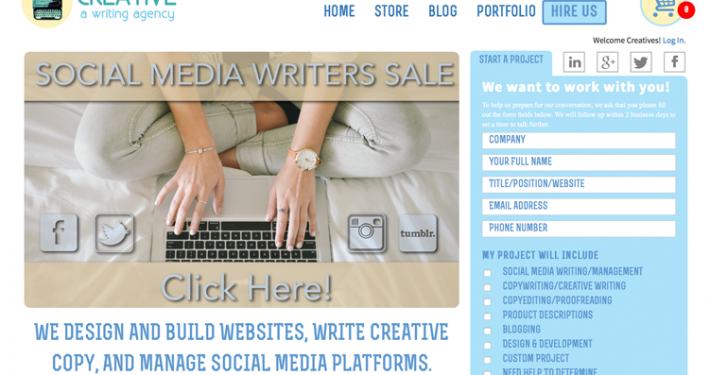 CREATIVE
a writing agency
HOME STORE BLOG PORTFOLIO HIRE US
0
Welcome Creatives! Log In.
SOCIAL MEDIA WRITERS SALE
f
tumblr.
Click Here!
WE DESIGN AND BUILD WEBSITES, WRITE CREATIVE
COPY, AND MANAGE SOCIAL MEDIA PLATFORMS.
START A PROJECT
in g+ f
We want to work with you!
To help us prepare for our conversation, we ask that you please fill
out the form fields below. We will follow up within 2 business days to
set a time to talk further.
COMPANY
YOUR FULL NAME
TITLE/POSITION/WEBSITE
EMAIL ADDRESS
PHONE NUMBER
MY PROJECT WILL INCLUDE
SOCIAL MEDIA WRITING/MANAGEMENT
COPYWRITING/CREATIVE WRITING
COPYEDITING/PROOFREADING
PRODUCT DESCRIPTIONS
BLOGGING
DESIGN & DEVELOPMENT
CUSTOM PROJECT
NEED HELP TO DETERMINE